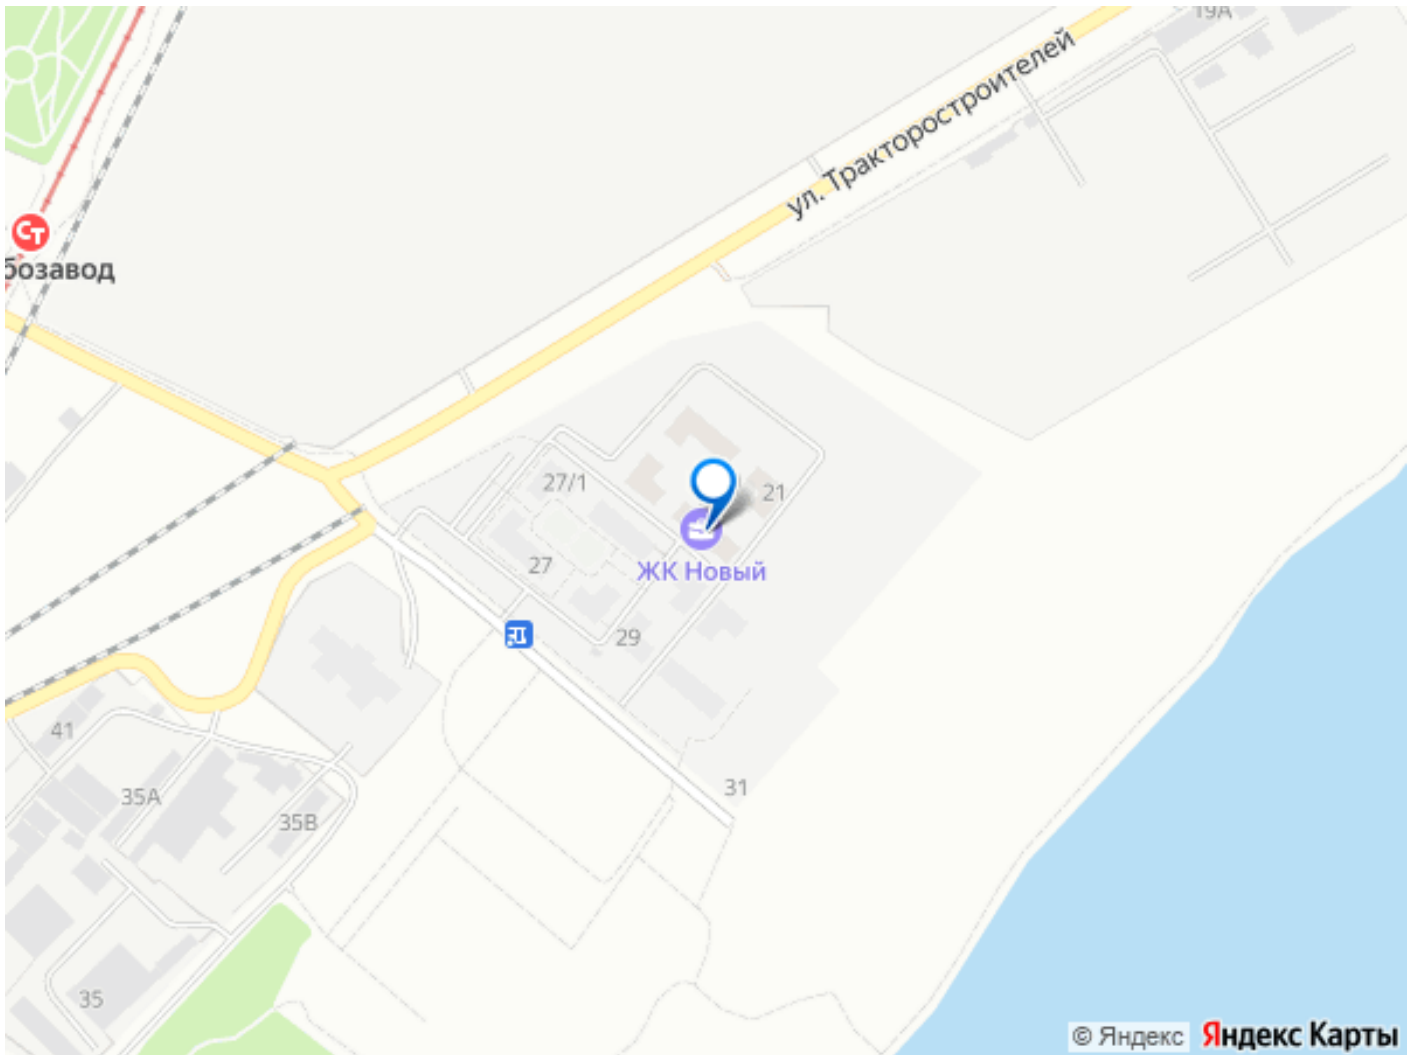 19А
ул. Тракторостроителей
Ст
бозавод
27/1
21
27
ЖК Новый
29
41
31
35А
35В
35
© Яндекс Яндекс Карты